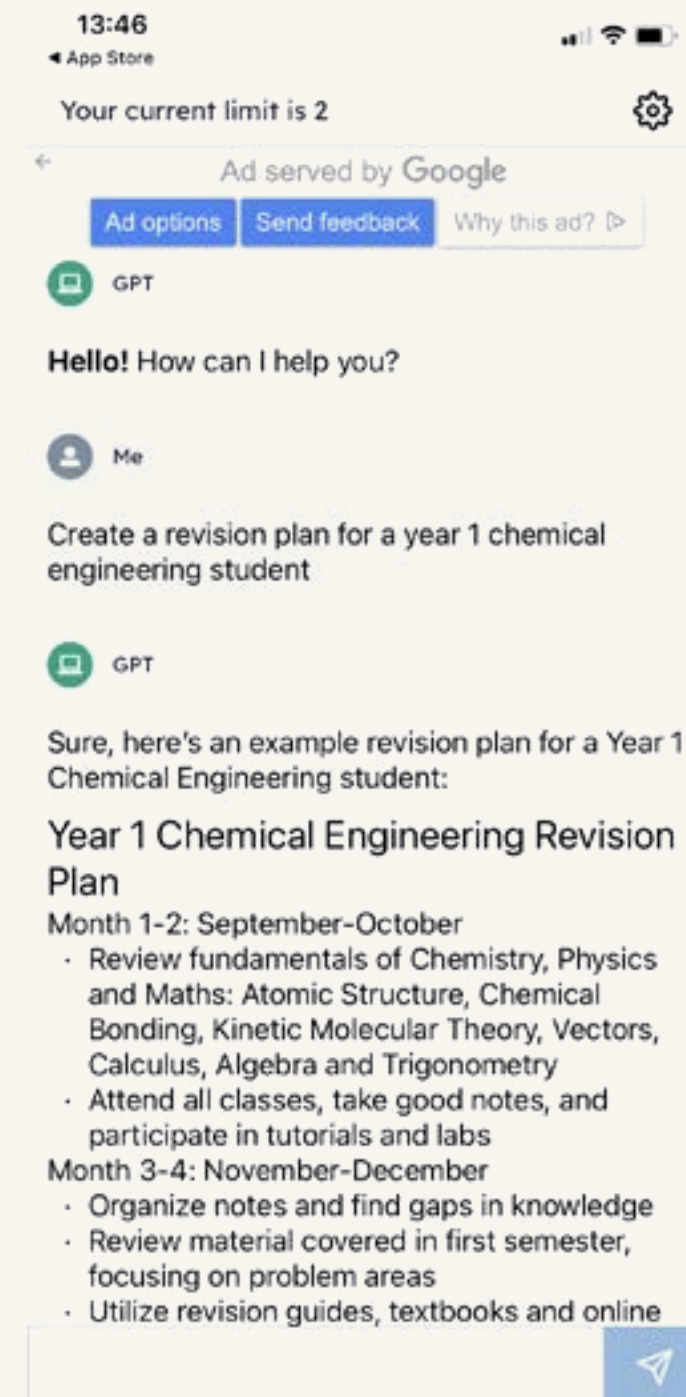 13:46
◀ App Store
Your current limit is 2
Ad served by Google
Ad options Send feedback Why this ad?
GPT
Hello! How can I help you?
Me
Create a revision plan for a year 1 chemical
engineering student
GPT
Sure, here's an example revision plan for a Year 1
Chemical Engineering student:
Year 1 Chemical Engineering Revision
Plan
Month 1-2: September-October
· Review fundamentals of Chemistry, Physics
and Maths: Atomic Structure, Chemical
Bonding, Kinetic Molecular Theory, Vectors,
Calculus, Algebra and Trigonometry
· Attend all classes, take good notes, and
participate in tutorials and labs
Month 3-4: November-December
· Organize notes and find gaps in knowledge
· Review material covered in first semester,
focusing on problem areas
· Utilize revision guides, textbooks and online